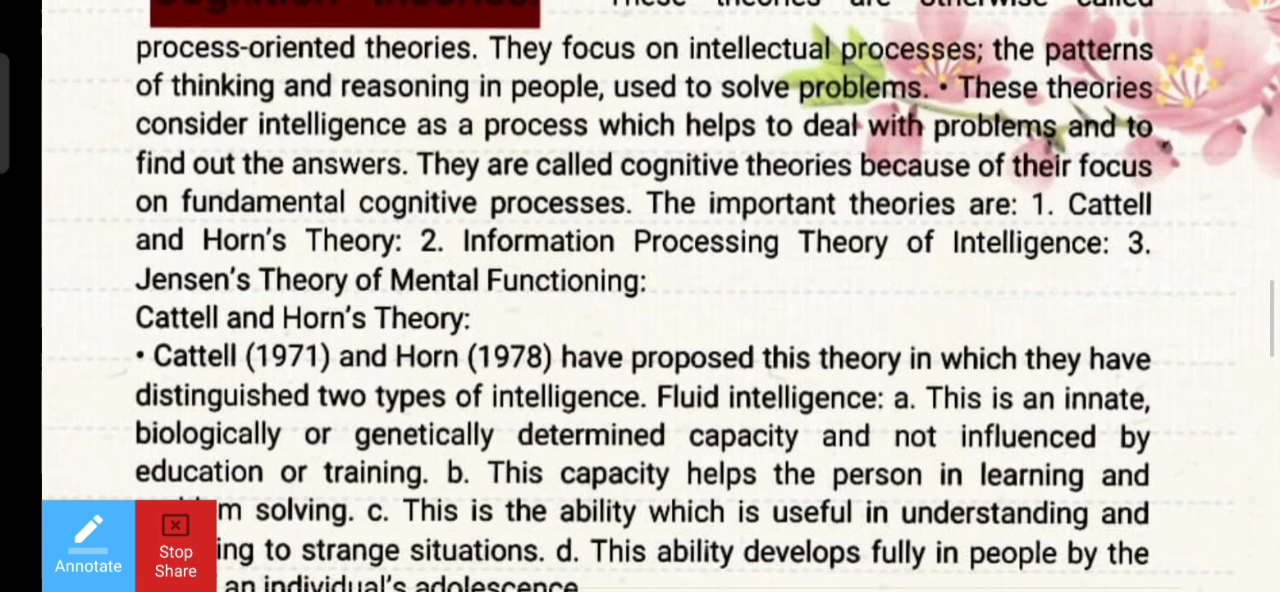 cognition theories: These theories are otherwise called
process-oriented theories. They focus on intellectual processes; the patterns
of thinking and reasoning in people, used to solve problems. • These theories
consider intelligence as a process which helps to deal with problems and to
find out the answers. They are called cognitive theories because of their focus
on fundamental cognitive processes. The important theories are: 1. Cattell
and Horn's Theory: 2. Information Processing Theory of Intelligence: 3.
Jensen's Theory of Mental Functioning:
Cattell and Horn's Theory:
• Cattell (1971) and Horn (1978) have proposed this theory in which they have
distinguished two types of intelligence. Fluid intelligence: a. This is an innate,
biologically or genetically determined capacity and not influenced by
education or training. b. This capacity helps the person in learning and
m solving. c. This is the ability which is useful in understanding and
ing to strange situations. d. This ability develops fully in people by the
an individual's adolescence
Annotate
Stop
Share